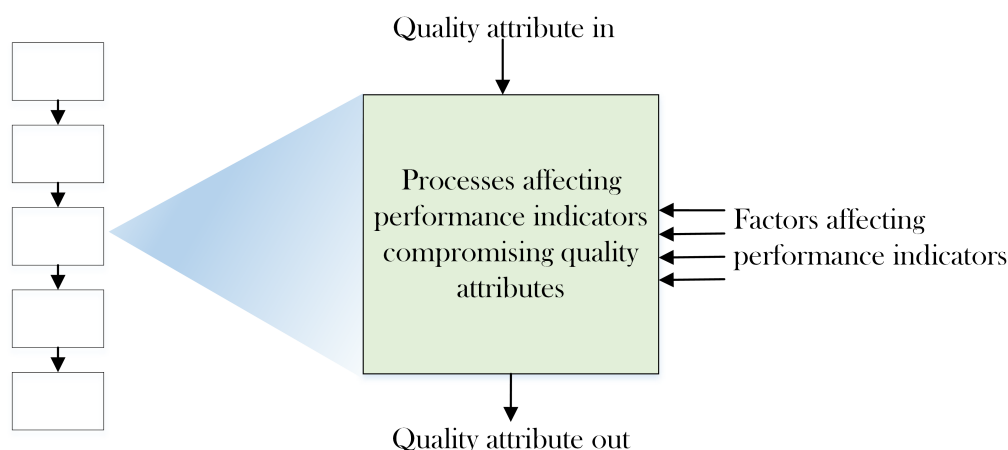 Quality attribute in
Processes affecting
performance indicators
compromising quality
attributes
Factors affecting
performance indicators
Quality attribute out